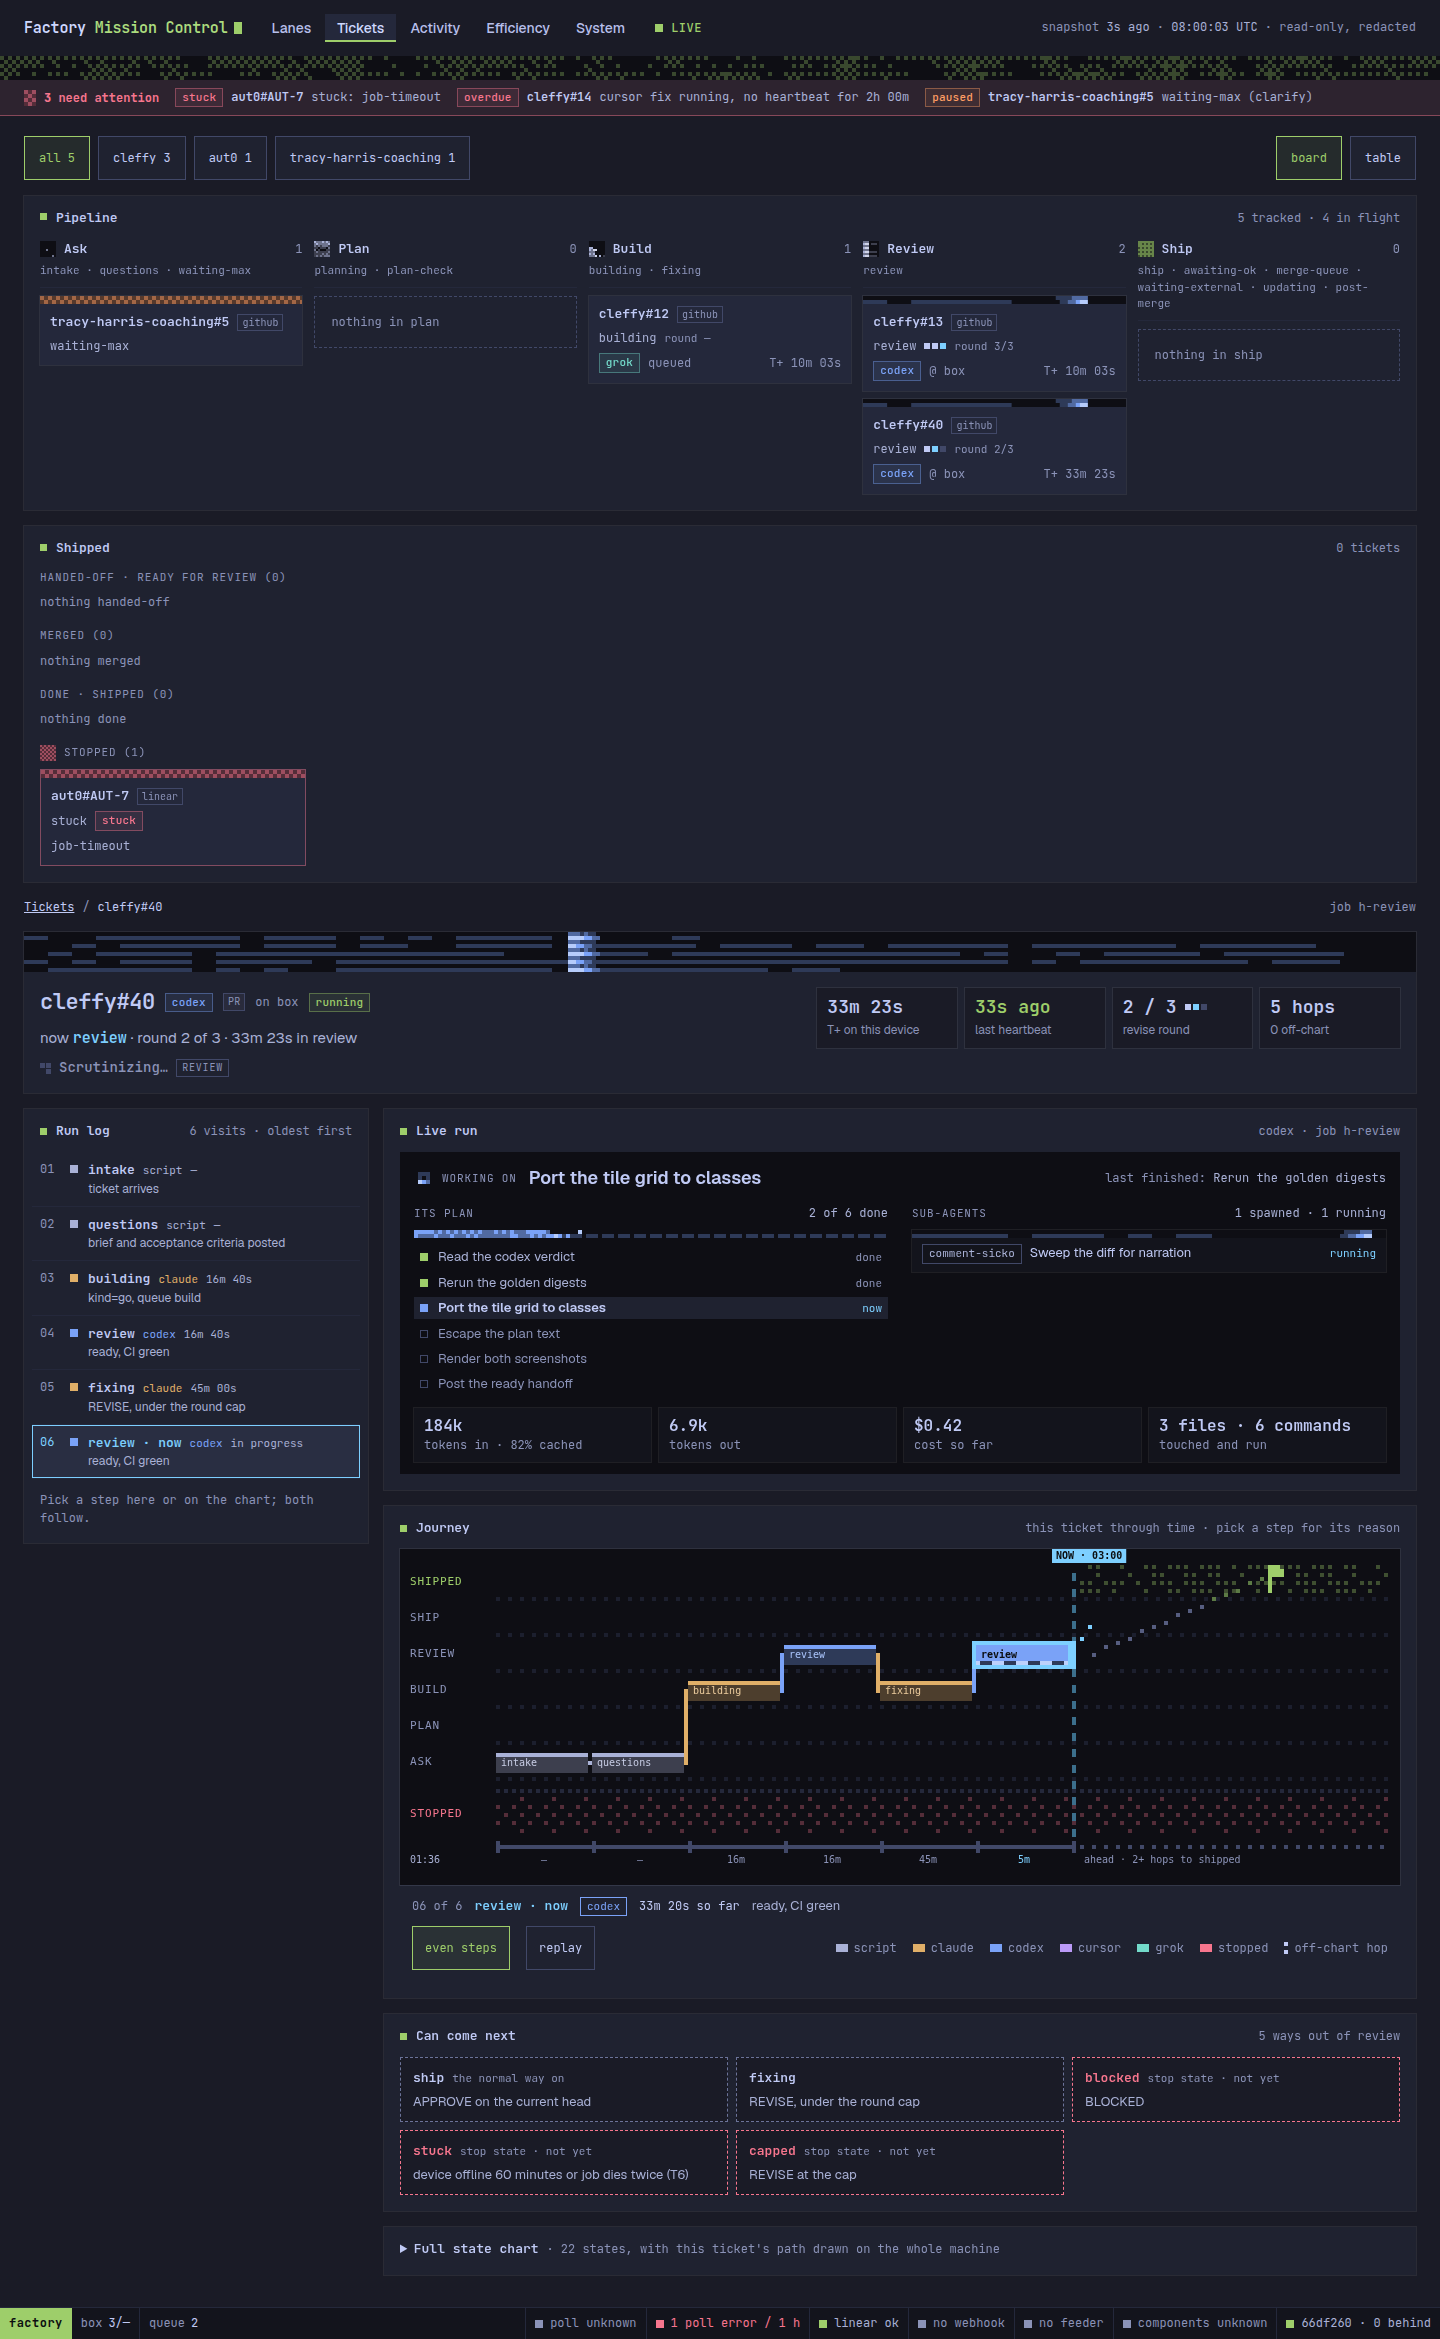 Factory Mission Control Lanes Tickets Activity Efficiency System LIVE snapshot 3s ago · 08:00:03 UTC · read-only, redacted
3 need attention stuck aut0#AUT-7 stuck: job-timeout overdue cleffy#14 cursor fix running, no heartbeat for 2h 00m paused tracy-harris-coaching#5 waiting-max (clarify)
all 5 cleffy 3 aut0 1 tracy-harris-coaching 1 board table
Pipeline 5 tracked · 4 in flight
Ask 1 Plan 0 Build 1 Review 2 Ship 0
intake · questions · waiting-max planning · plan-check building · fixing review ship · awaiting-ok · merge-queue ·
waiting-external · updating · post-
merge
tracy-harris-coaching#5 github
waiting-max
nothing in plan
cleffy#12 github
building round —
grok queued T+ 10m 03s
cleffy#13 github
review round 3/3
codex @ box T+ 10m 03s
cleffy#40 github
review round 2/3
codex @ box T+ 33m 23s
nothing in ship
Shipped 0 tickets
HANDED-OFF · READY FOR REVIEW (0)
nothing handed-off
MERGED (0)
nothing merged
DONE · SHIPPED (0)
nothing done
STOPPED (1)
aut0#AUT-7 linear
stuck stuck
job-timeout
Tickets / cleffy#40 job h-review
cleffy#40 codex PR on box running
now review · round 2 of 3 · 33m 23s in review
Scrutinizing… REVIEW
33m 23s 33s ago 2 / 3 5 hops
T+ on this device last heartbeat revise round 0 off-chart
Run log 6 visits · oldest first
01 intake script —
ticket arrives
02 questions script —
brief and acceptance criteria posted
03 building claude 16m 40s
kind=go, queue build
04 review codex 16m 40s
ready, CI green
05 fixing claude 45m 00s
REVISE, under the round cap
06 review · now codex in progress
ready, CI green
Pick a step here or on the chart; both
follow.
Live run codex · job h-review
WORKING ON Port the tile grid to classes last finished: Rerun the golden digests
ITS PLAN 2 of 6 done
Read the codex verdict done
Rerun the golden digests done
Port the tile grid to classes now
Escape the plan text
Render both screenshots
Post the ready handoff
SUB-AGENTS 1 spawned · 1 running
comment-sicko Sweep the diff for narration running
184k 6.9k $0.42 3 files · 6 commands
tokens in · 82% cached tokens out cost so far touched and run
Journey this ticket through time · pick a step for its reason
NOW · 03:00
SHIPPED
SHIP
REVIEW review review
BUILD building fixing
PLAN
ASK intake questions
STOPPED
01:36 — — 16m 16m 45m 5m ahead · 2+ hops to shipped
06 of 6 review · now codex 33m 20s so far ready, CI green
even steps replay script claude codex cursor grok stopped off-chart hop
Can come next 5 ways out of review
ship the normal way on
APPROVE on the current head
fixing
REVISE, under the round cap
blocked stop state · not yet
BLOCKED
stuck stop state · not yet
device offline 60 minutes or job dies twice (T6)
capped stop state · not yet
REVISE at the cap
Full state chart · 22 states, with this ticket's path drawn on the whole machine
factory box 3/— queue 2 poll unknown 1 poll error / 1 h linear ok no webhook no feeder components unknown 66df260 · 0 behind